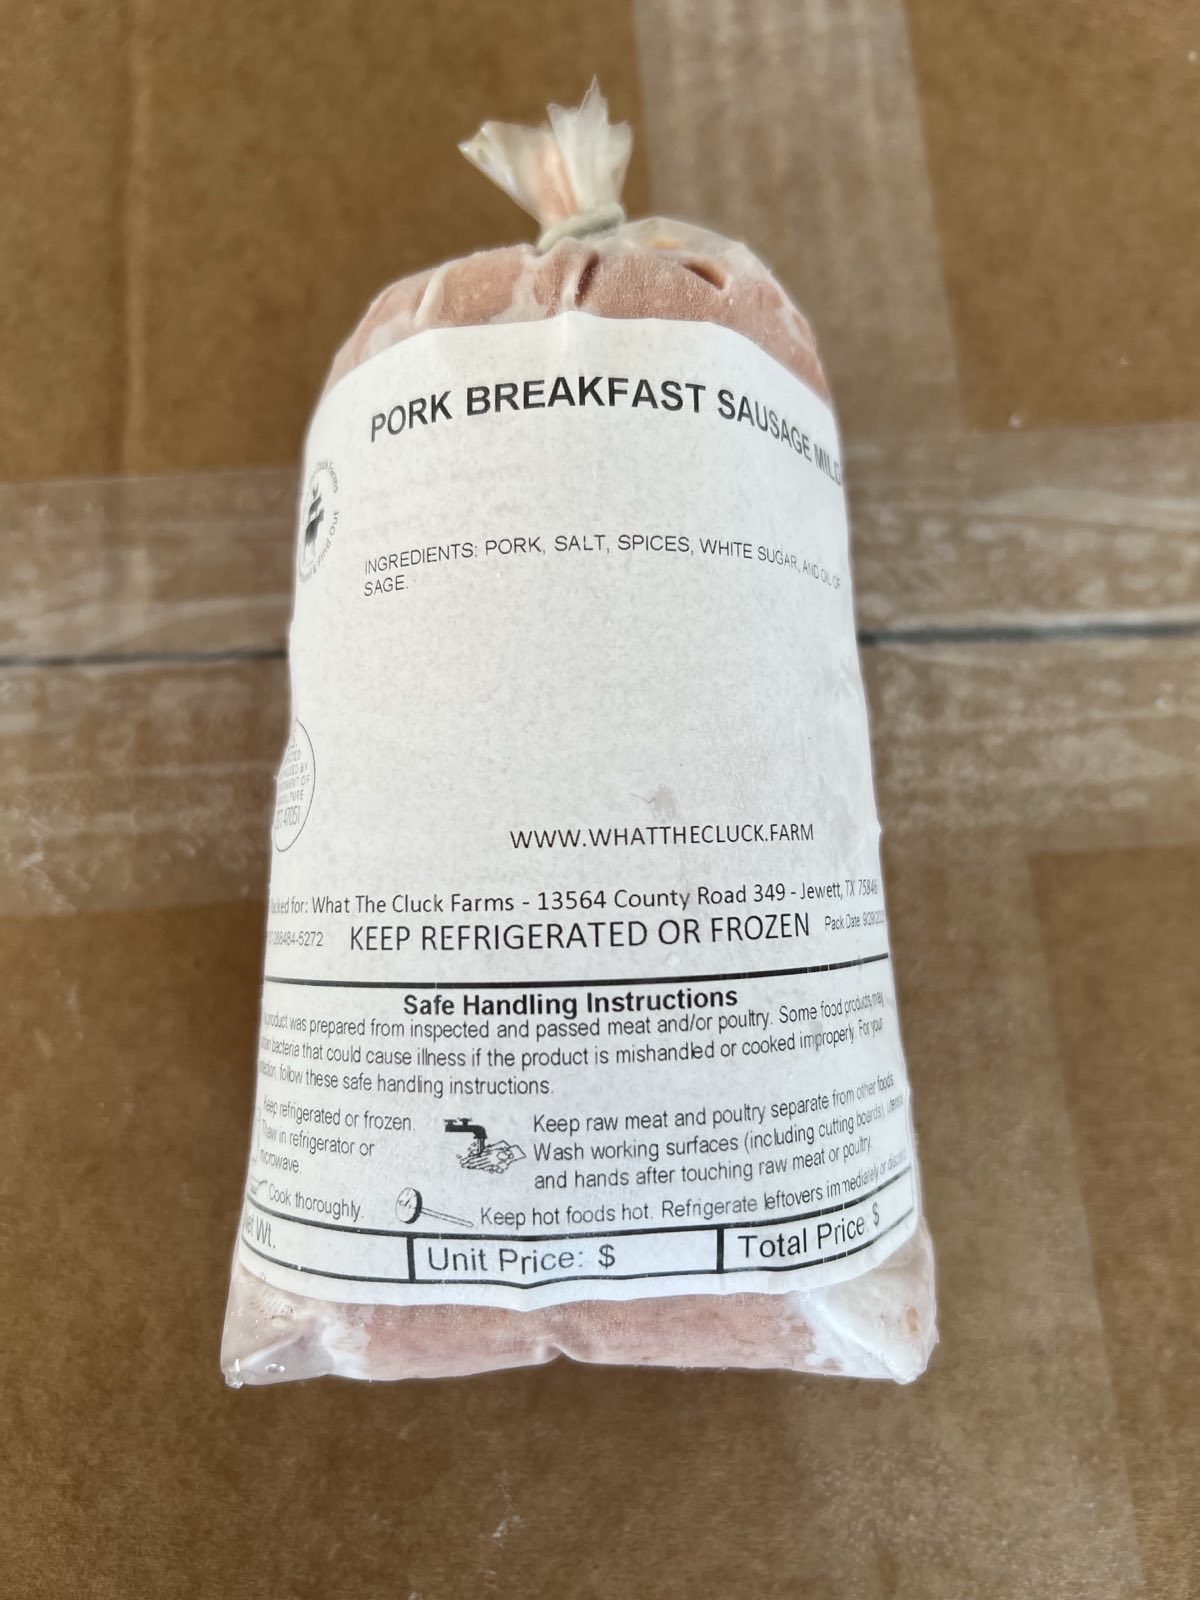 PORK BREAKFAST SAUSAGE MILD
Cluck Farms
INGREDIENTS: PORK, SALT, SPICES, WHITE SUGAR, AND OIL OF
SAGE.
WWW.WHATTHECLUCK.FARM
for: What The Cluck Farms - 13564 County Road 349 - Jewett, TX 75846
KEEP REFRIGERATED OR FROZEN Pack Date:
Safe Handling Instructions
product was prepared from inspected and passed meat and/or poultry. Some food products may
bacteria that could cause illness if the product is mishandled or cooked improperly. For your
follow these safe handling instructions.
Keep refrigerated or frozen.
Thaw in refrigerator or
microwave.
Keep raw meat and poultry separate from other foods.
Wash working surfaces (including cutting boards),
and hands after touching raw meat or poultry.
Cook thoroughly.
Keep hot foods hot. Refrigerate leftovers immediately or discard.
Wt.
Unit Price: $
Total Price $